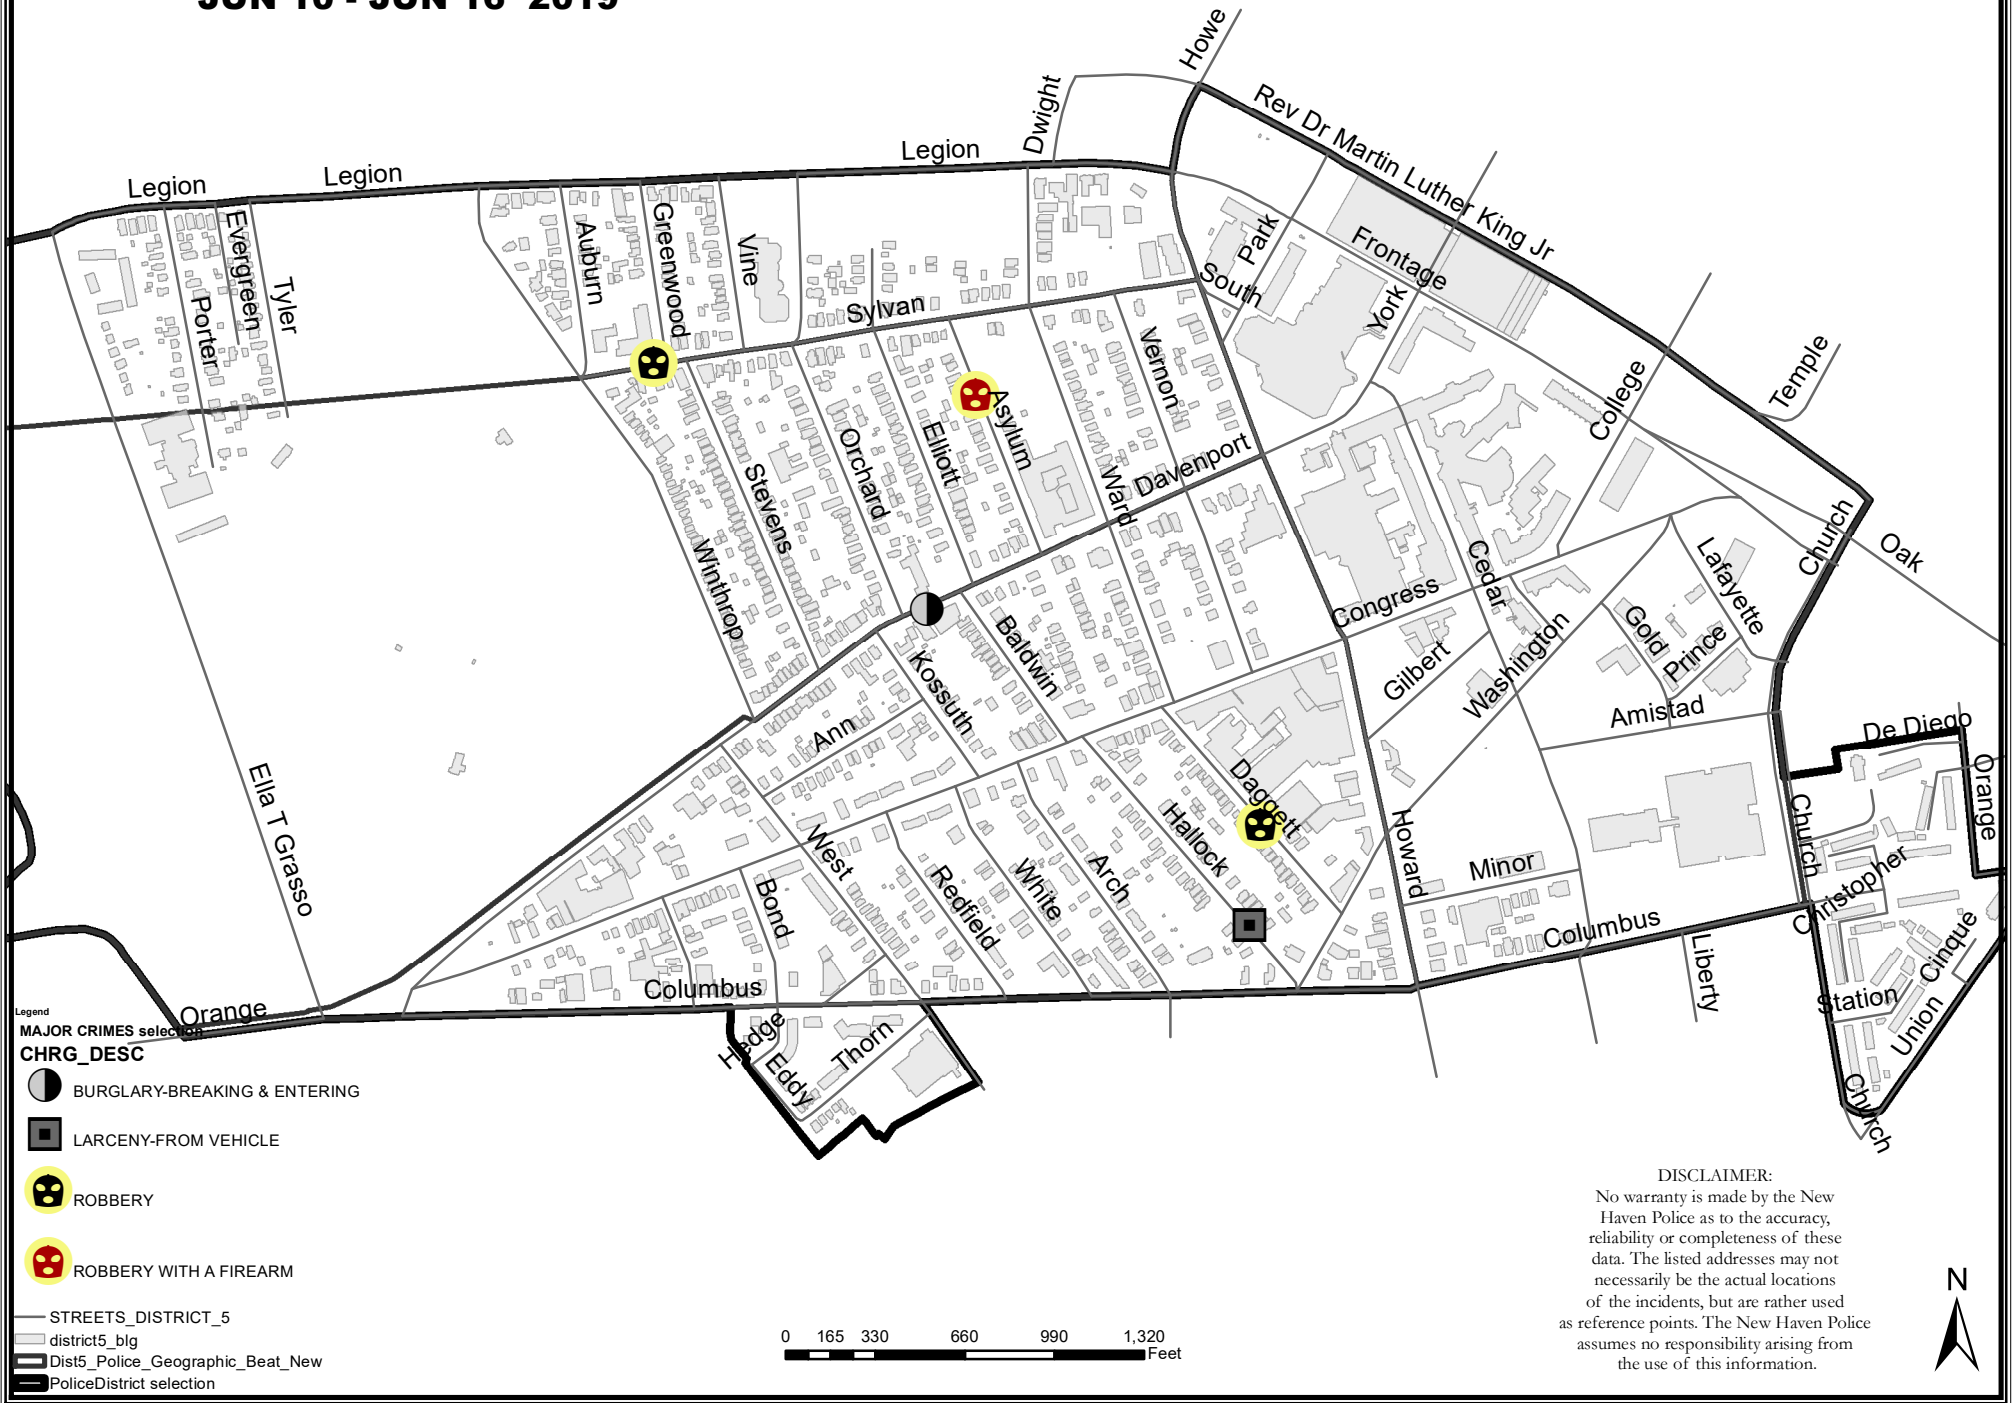 JUN 10 - JUN 16 2019
Howe
Dwight
Rev Dr Martin Luther King Jr
Legion
Legion
Legion
Evergreen
Porter
Tyler
Auburn
Greenwood
Vine
Sylvan
South
Park
Frontage
York
College
Temple
Vernon
Asylum
Elliott
Orchard
Stevens
Winthrop
Ward
Davenport
Church
Oak
Cedar
Congress
Gilbert
Washington
Lafayette
Gold
Prince
Amistad
De Diego
Orange
Baldwin
Kossuth
Ann
Ella T Grasso
West
Bond
Redfield
White
Arch
Hallock
Daggett
Howard
Minor
Columbus
Church
Christopher
Cinque
Liberty
Station
Union
Church
Columbus
Orange
Hedge
Eddy
Thorn
Legend
MAJOR CRIMES selection
CHRG_DESC
BURGLARY-BREAKING & ENTERING
LARCENY-FROM VEHICLE
ROBBERY
ROBBERY WITH A FIREARM
STREETS_DISTRICT_5
district5_blg
Dist5_Police_Geographic_Beat_New
PoliceDistrict selection
0 165 330 660 990 1,320
Feet
DISCLAIMER:
No warranty is made by the New
Haven Police as to the accuracy,
reliability or completeness of these
data. The listed addresses may not
necessarily be the actual locations
of the incidents, but are rather used
as reference points. The New Haven Police
assumes no responsibility arising from
the use of this information.
N